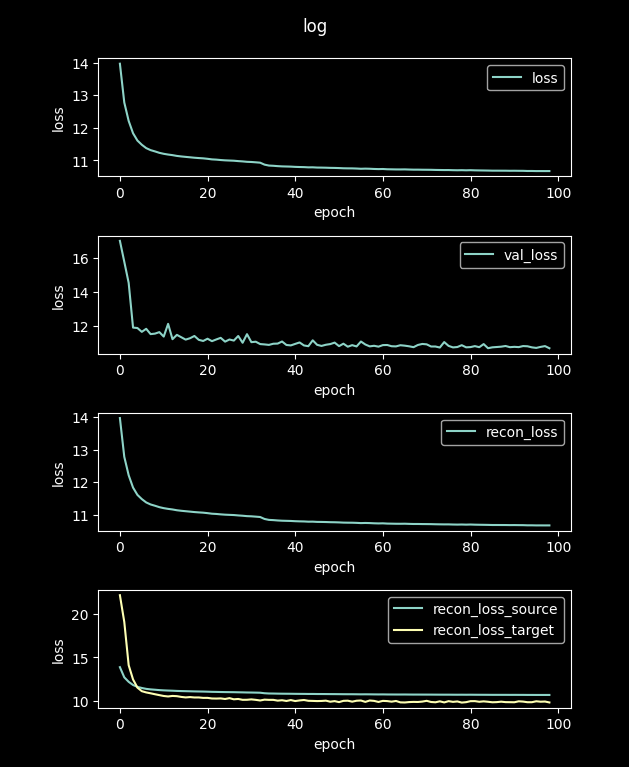 log
14
13
12
11
loss
loss
0 20 40 60 80 100
epoch
16
14
12
loss
val_loss
0 20 40 60 80 100
epoch
14
13
12
11
loss
recon_loss
0 20 40 60 80 100
epoch
20
15
10
loss
recon_loss_source
recon_loss_target
0 20 40 60 80 100
epoch